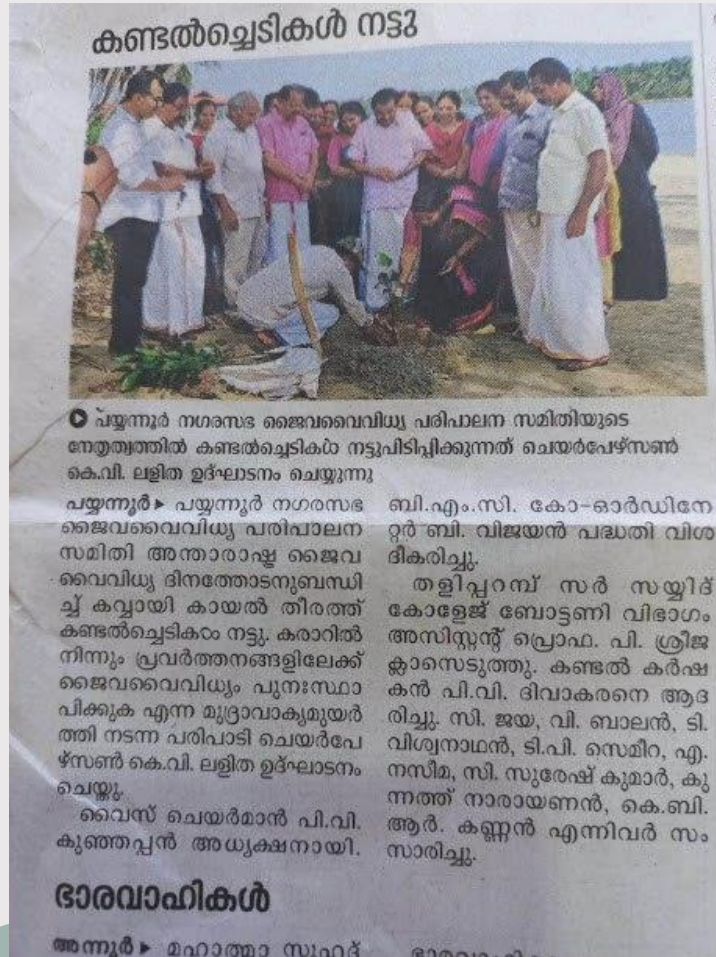 കണ്ടൽച്ചെടികൾ നട്ടു
പയ്യന്നൂർ നഗരസഭ ജൈവവൈവിധ്യ പരിപാലന സമിതിയുടെ
നേതൃത്വത്തിൽ കണ്ടൽച്ചെടികൾ നട്ടുപിടിപ്പിക്കുന്നത് ചെയർപേഴ്സൺ
കെ.വി. ലളിത ഉദ്ഘാടനം ചെയ്യുന്നു
പയ്യന്നൂർ▸ പയ്യന്നൂർ നഗരസഭ
ജൈവവൈവിധ്യ പരിപാലന
സമിതി അന്താരാഷ്ട്ര ജൈവ
വൈവിധ്യ ദിനത്തോടനുബന്ധി
ച്ച് കവ്വായി കായൽ തീരത്ത്
കണ്ടൽച്ചെടികൾ നട്ടു. കരാറിൽ
നിന്നും പ്രവർത്തനങ്ങളിലേക്ക്
ജൈവവൈവിധ്യം പുനഃസ്ഥാ
പിക്കുക എന്ന മുദ്രാവാക്യമുയർ
ത്തി നടന്ന പരിപാടി ചെയർപേ
ഴ്സൺ കെ.വി. ലളിത ഉദ്ഘാടനം
ചെയ്തു.
വൈസ് ചെയർമാൻ പി.വി.
കുഞ്ഞപ്പൻ അധ്യക്ഷനായി.
ബി.എം.സി. കോ-ഓർഡിനേ
റ്റർ ബി. വിജയൻ പദ്ധതി വിശ
ദീകരിച്ചു.
തളിപ്പറമ്പ് സർ സയ്യിദ്
കോളേജ് ബോട്ടണി വിഭാഗം
അസിസ്റ്റന്റ് പ്രൊഫ. പി. ശ്രീജ
ക്ലാസെടുത്തു. കണ്ടൽ കർഷ
കൻ പി.വി. ദിവാകരനെ ആദ
രിച്ചു. സി. ജയ, വി. ബാലൻ, ടി.
വിശ്വനാഥൻ, ടി.പി. സെമീറ, എ.
നസീമ, സി. സുരേഷ് കുമാർ, കു
ന്നത്ത് നാരായണൻ, കെ.ബി.
ആർ. കണ്ണൻ എന്നിവർ സം
സാരിച്ചു.
ഭാരവാഹികൾ
അന്നൂർ▸ മഹാത്മാ സുഹൃദ്